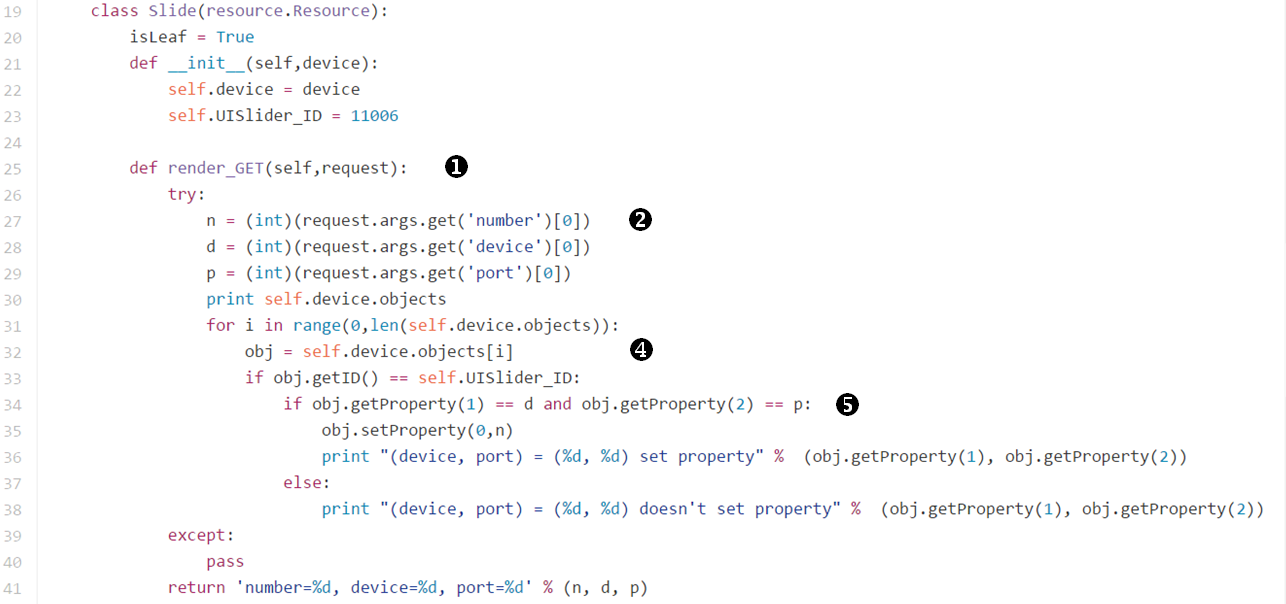 19 class Slide(resource.Resource):
20 isLeaf = True
21 def __init__(self,device):
22 self.device = device
23 self.UISlider_ID = 11006
24
25 def render_GET(self,request): ❶
26 try:
27 n = (int)(request.args.get('number')[0]) ❷
28 d = (int)(request.args.get('device')[0])
29 p = (int)(request.args.get('port')[0])
30 print self.device.objects
31 for i in range(0,len(self.device.objects)):
32 obj = self.device.objects[i] ❹
33 if obj.getID() == self.UISlider_ID:
34 if obj.getProperty(1) == d and obj.getProperty(2) == p: ❺
35 obj.setProperty(0,n)
36 print "(device, port) = (%d, %d) set property" % (obj.getProperty(1), obj.getProperty(2))
37 else:
38 print "(device, port) = (%d, %d) doesn't set property" % (obj.getProperty(1), obj.getProperty(2))
39 except:
40 pass
41 return 'number=%d, device=%d, port=%d' % (n, d, p)